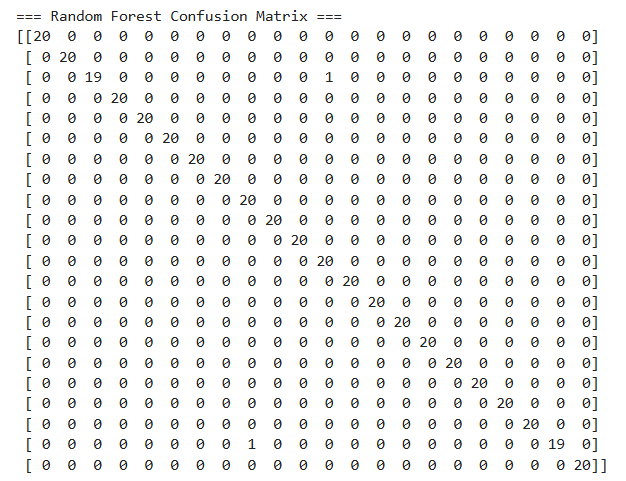 === Random Forest Confusion Matrix ===
[[20  0  0  0  0  0  0  0  0  0  0  0  0  0  0  0  0  0  0  0  0  0]
 [ 0 20  0  0  0  0  0  0  0  0  0  0  0  0  0  0  0  0  0  0  0  0]
 [ 0  0 19  0  0  0  0  0  0  0  0  1  0  0  0  0  0  0  0  0  0  0]
 [ 0  0  0 20  0  0  0  0  0  0  0  0  0  0  0  0  0  0  0  0  0  0]
 [ 0  0  0  0 20  0  0  0  0  0  0  0  0  0  0  0  0  0  0  0  0  0]
 [ 0  0  0  0  0 20  0  0  0  0  0  0  0  0  0  0  0  0  0  0  0  0]
 [ 0  0  0  0  0  0 20  0  0  0  0  0  0  0  0  0  0  0  0  0  0  0]
 [ 0  0  0  0  0  0  0 20  0  0  0  0  0  0  0  0  0  0  0  0  0  0]
 [ 0  0  0  0  0  0  0  0 20  0  0  0  0  0  0  0  0  0  0  0  0  0]
 [ 0  0  0  0  0  0  0  0  0 20  0  0  0  0  0  0  0  0  0  0  0  0]
 [ 0  0  0  0  0  0  0  0  0  0 20  0  0  0  0  0  0  0  0  0  0  0]
 [ 0  0  0  0  0  0  0  0  0  0  0 20  0  0  0  0  0  0  0  0  0  0]
 [ 0  0  0  0  0  0  0  0  0  0  0  0 20  0  0  0  0  0  0  0  0  0]
 [ 0  0  0  0  0  0  0  0  0  0  0  0  0 20  0  0  0  0  0  0  0  0]
 [ 0  0  0  0  0  0  0  0  0  0  0  0  0  0 20  0  0  0  0  0  0  0]
 [ 0  0  0  0  0  0  0  0  0  0  0  0  0  0  0 20  0  0  0  0  0  0]
 [ 0  0  0  0  0  0  0  0  0  0  0  0  0  0  0  0 20  0  0  0  0  0]
 [ 0  0  0  0  0  0  0  0  0  0  0  0  0  0  0  0  0 20  0  0  0  0]
 [ 0  0  0  0  0  0  0  0  0  0  0  0  0  0  0  0  0  0 20  0  0  0]
 [ 0  0  0  0  0  0  0  0  0  0  0  0  0  0  0  0  0  0  0 20  0  0]
 [ 0  0  0  0  0  0  0  0  1  0  0  0  0  0  0  0  0  0  0  0 19  0]
 [ 0  0  0  0  0  0  0  0  0  0  0  0  0  0  0  0  0  0  0  0  0 20]]